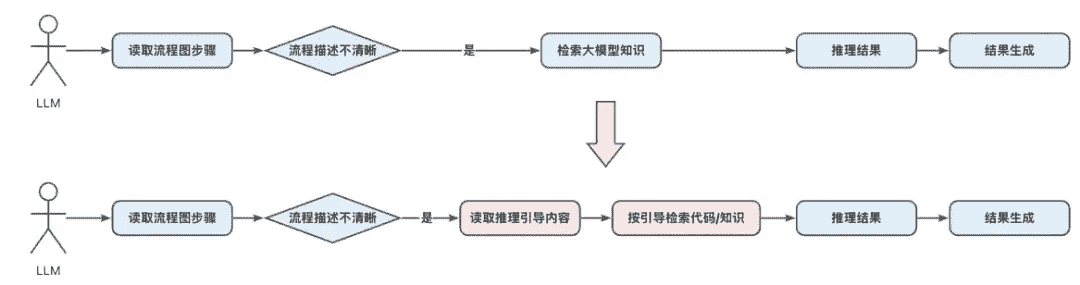 读取流程图步骤
流程描述不清晰
是
检索大模型知识
推理结果
结果生成
LLM
读取流程图步骤
流程描述不清晰
是
读取推理引导内容
按引导检索代码/知识
推理结果
结果生成
LLM